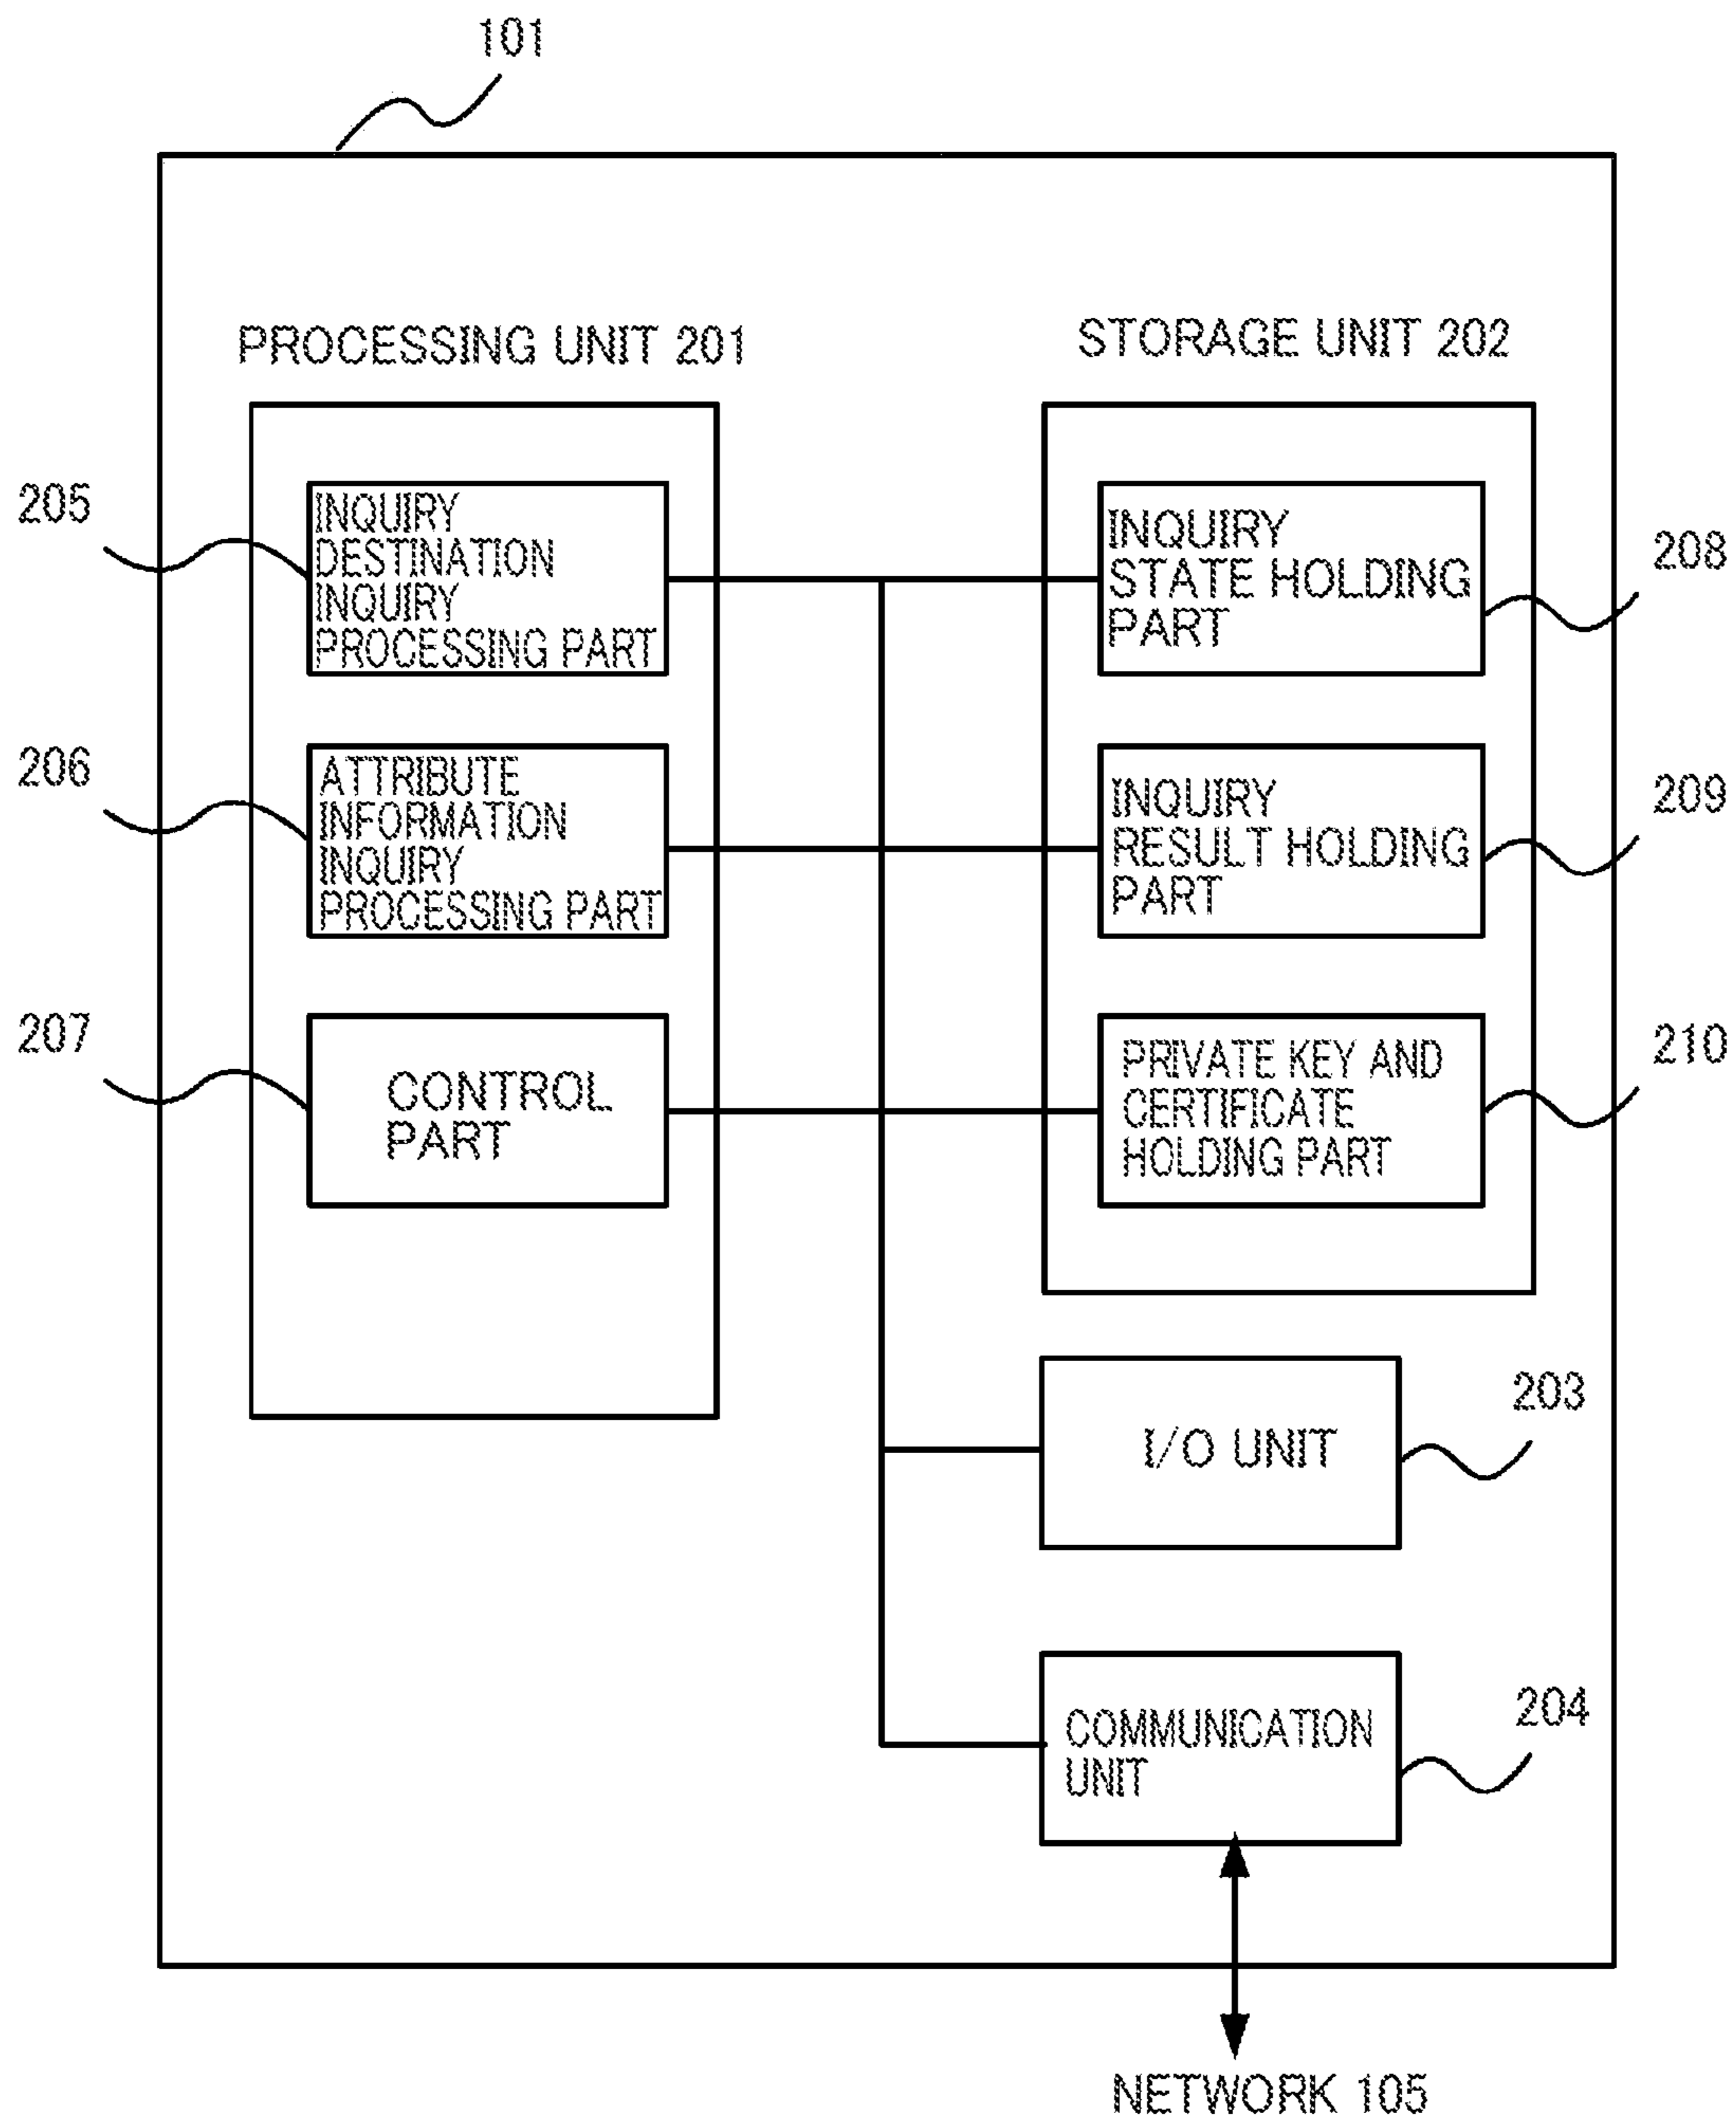 101
PROCESSING UNIT 201
STORAGE UNIT 202
205
INQUIRY
DESTINATION
INQUIRY
PROCESSING PART
INQUIRY
STATE HOLDING
PART
208
206
ATTRIBUTE
INFORMATION
INQUIRY
PROCESSING PART
INQUIRY
RESULT HOLDING
PART
209
207
CONTROL
PART
PRIVATE KEY AND
CERTIFICATE
HOLDING PART
210
I/O UNIT
203
COMMUNICATION
UNIT
204
NETWORK 105